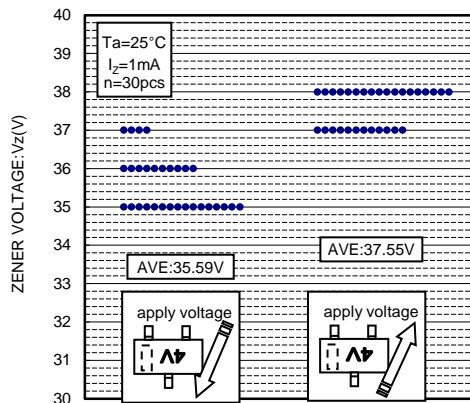 ZENER VOLTAGE:Vz(V)
40
39
38
37
36
35
34
33
32
31
30
Ta=25°C
IZ=1mA
n=30pcs
AVE:35.59V
AVE:37.55V
apply voltage
4V
apply voltage
4V